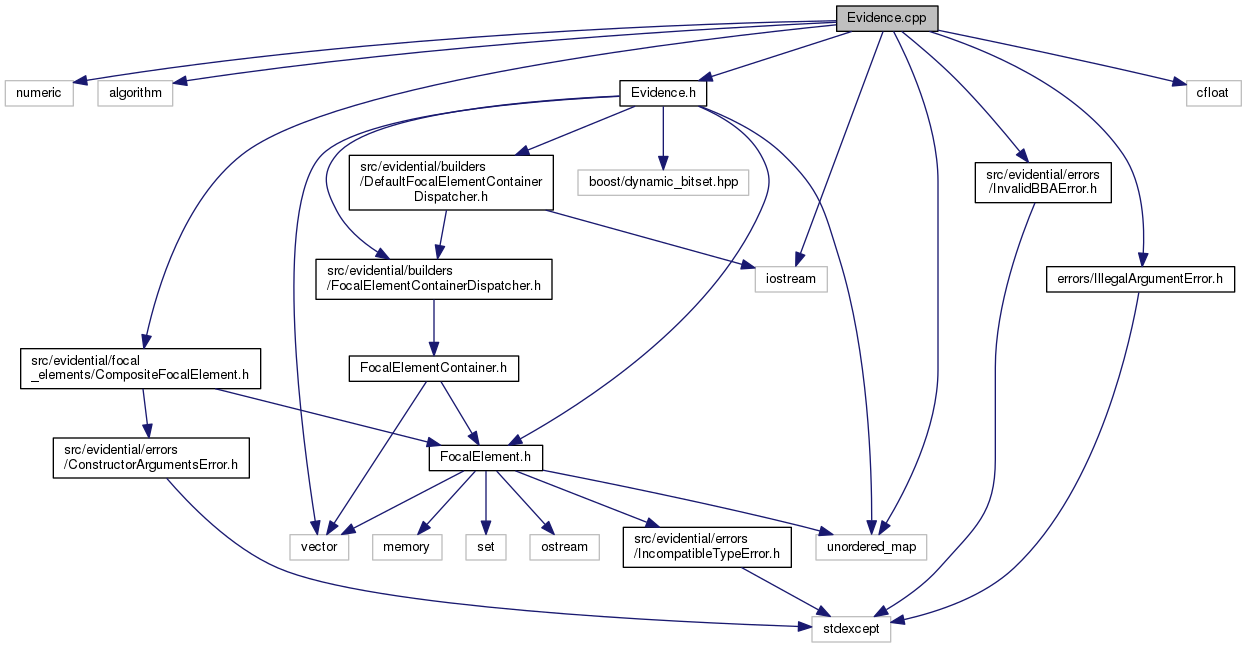 Evidence.cpp
numeric
algorithm
Evidence.h
cfloat
src/evidential/builders
/DefaultFocalElementContainer
Dispatcher.h
boost/dynamic_bitset.hpp
src/evidential/errors
/InvalidBBAError.h
src/evidential/builders
/FocalElementContainerDispatcher.h
iostream
errors/IllegalArgumentError.h
src/evidential/focal
_elements/CompositeFocalElement.h
FocalElementContainer.h
src/evidential/errors
/ConstructorArgumentsError.h
FocalElement.h
vector
memory
set
ostream
src/evidential/errors
/IncompatibleTypeError.h
unordered_map
stdexcept